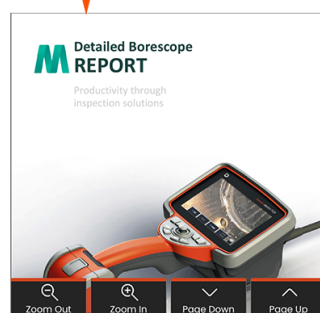 Detailed Borescope
REPORT
Productivity through
inspection solutions
Zoom Out
Zoom In
Page Down
Page Up